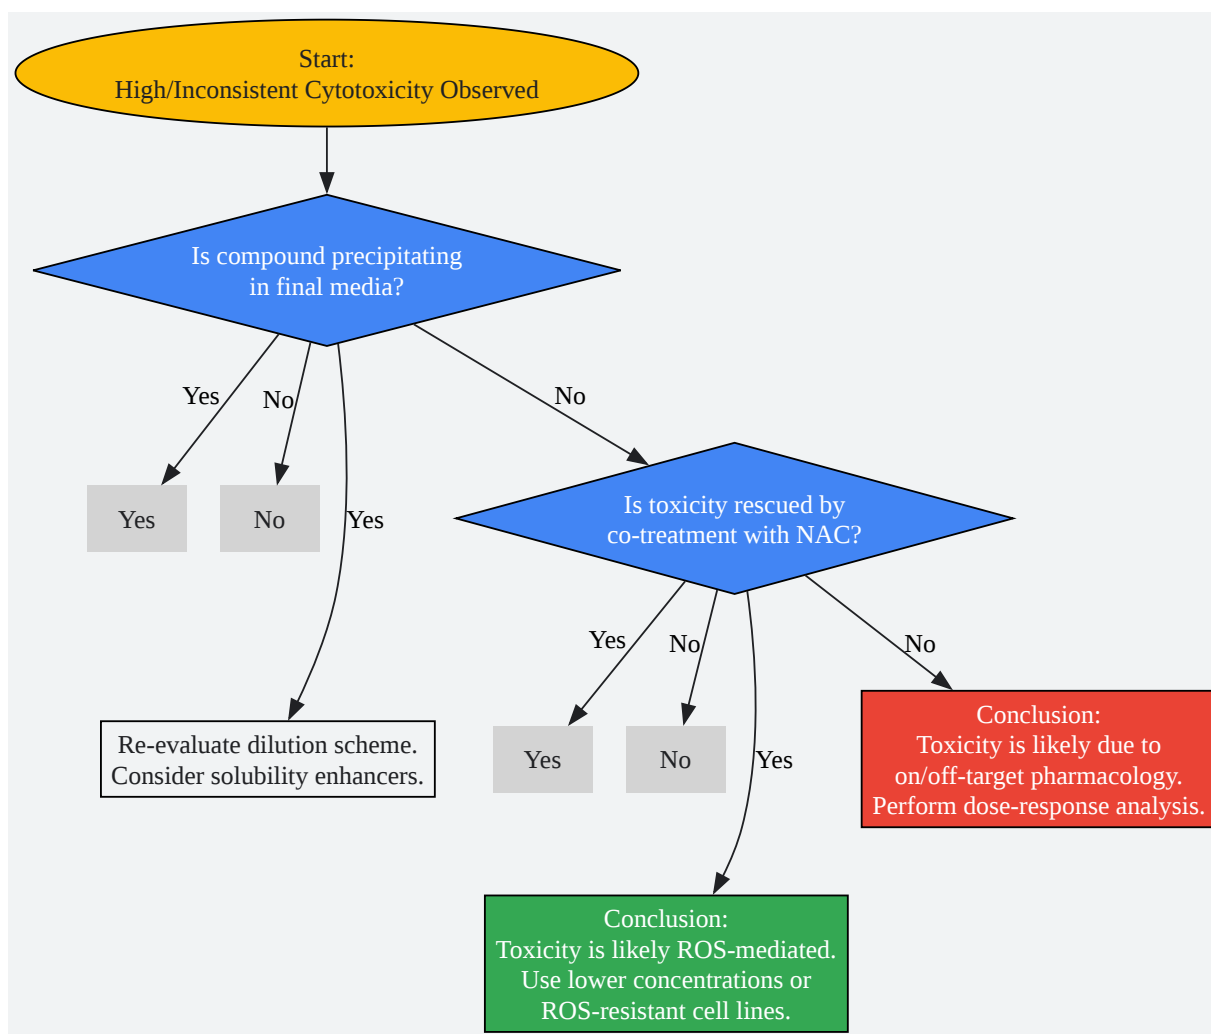 Start:
High/Inconsistent Cytotoxicity Observed
Is compound precipitating
in final media?
Yes
No
No
Yes
No
Yes
Is toxicity rescued by
co-treatment with NAC?
Yes
No
No
Re-evaluate dilution scheme.
Consider solubility enhancers.
Yes
No
Yes
Conclusion:
Toxicity is likely due to
on/off-target pharmacology.
Perform dose-response analysis.
Conclusion:
Toxicity is likely ROS-mediated.
Use lower concentrations or
ROS-resistant cell lines.